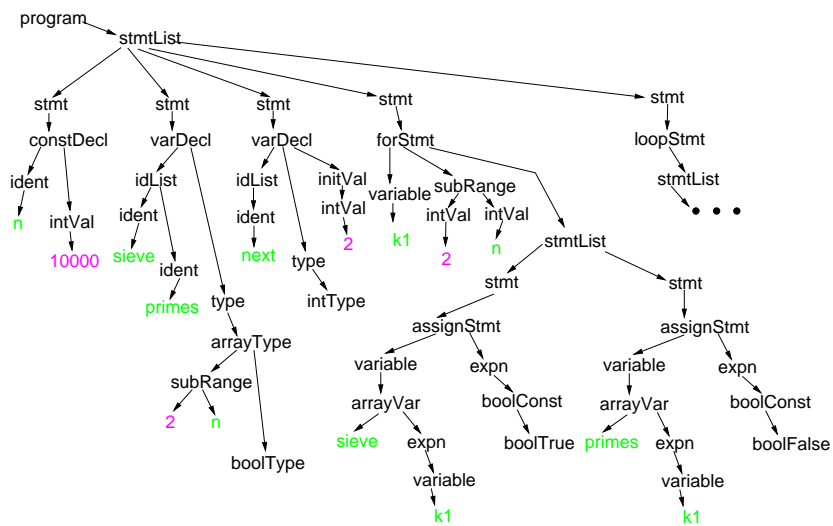 program
stmtList
stmt stmt stmt stmt stmt
constDecl varDecl varDecl forStmt loopStmt
ident idList idList initVal variable subRange stmtList
n intVal ident ident intVal k1 intVal intVal • • •
10000 sieve ident next type 2 2 n stmtList
primes type intType stmt stmt
arrayType assignStmt assignStmt
subRange variable expn variable expn
2 n arrayVar boolConst arrayVar boolConst
boolType sieve expn boolTrue primes expn boolFalse
variable variable
k1 k1